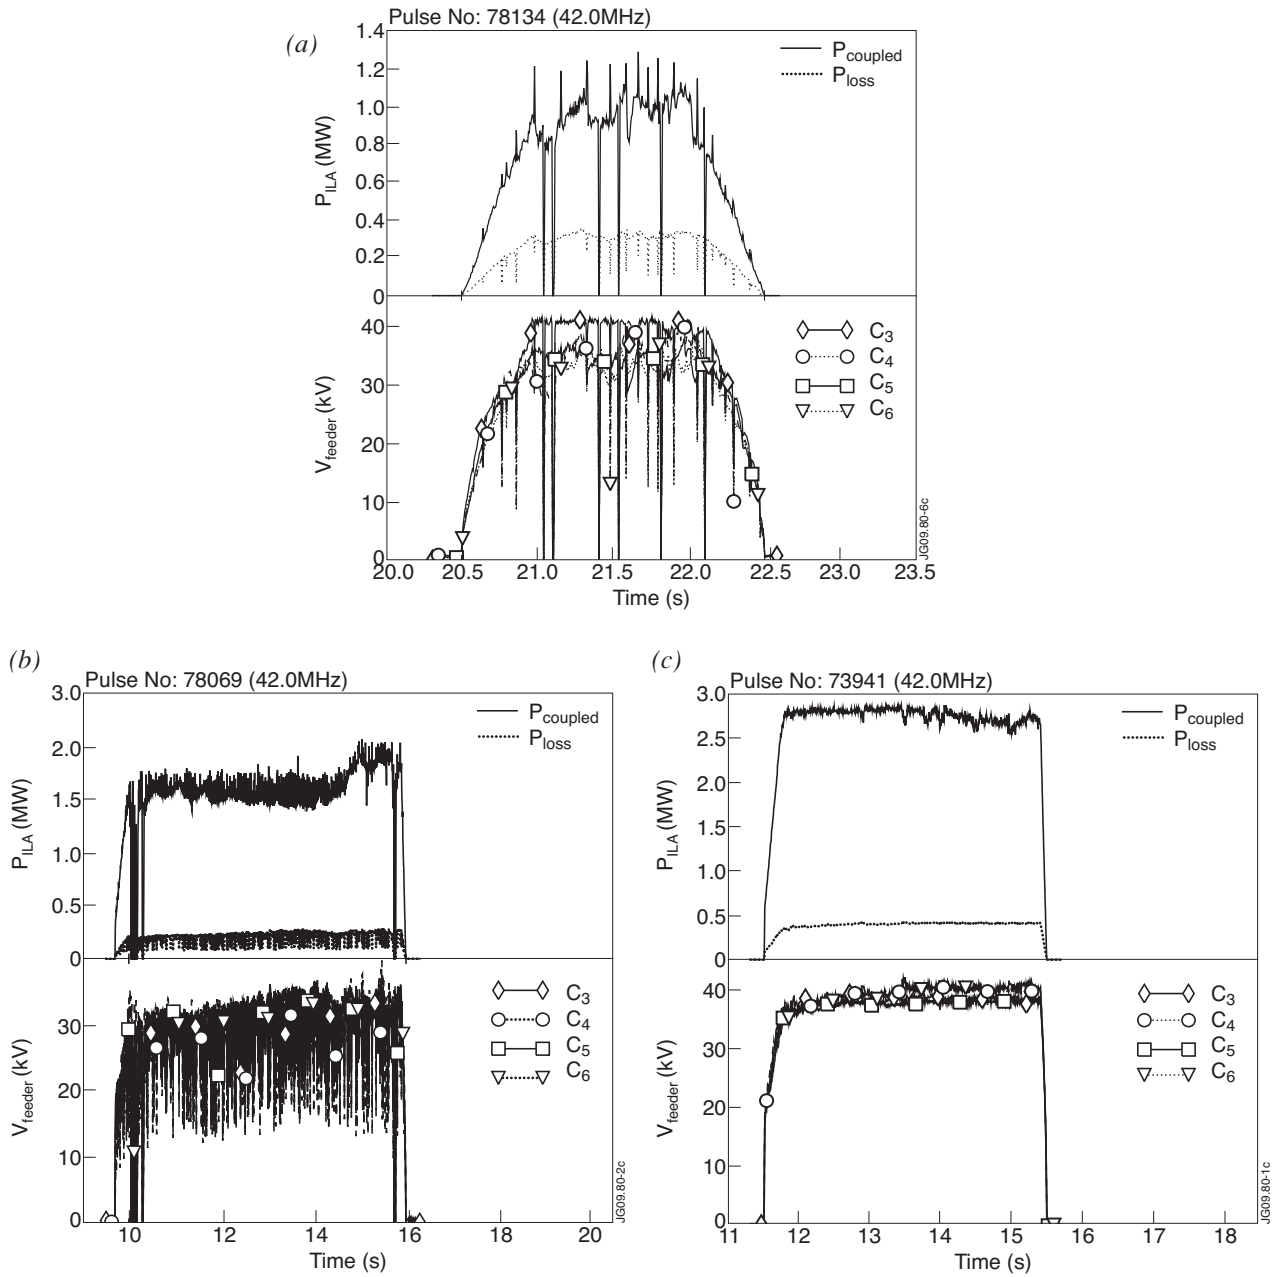 (a)
Pulse No: 78134 (42.0MHz)
1.4
1.2
1.0
0.8
0.6
0.4
0.2
0
P_ILA (MW)
P_coupled
P_loss
40
30
20
10
0
V_feeder (kV)
C_3
C_4
C_5
C_6
JG09.80-6c
20.0 20.5 21.0 21.5 22.0 22.5 23.0 23.5
Time (s)
(b)
Pulse No: 78069 (42.0MHz)
3.0
2.0
1.5
1.0
0.5
0
P_ILA (MW)
P_coupled
P_loss
30
20
10
0
V_feeder (kV)
C_3
C_4
C_5
C_6
JG09.80-2c
10 12 14 16 18 20
Time (s)
(c)
Pulse No: 73941 (42.0MHz)
3.0
2.5
2.0
1.5
1.0
0.5
0
P_ILA (MW)
P_coupled
P_loss
40
30
20
10
0
V_feeder (kV)
C_3
C_4
C_5
C_6
JG09.80-1c
11 12 13 14 15 16 17 18
Time (s)